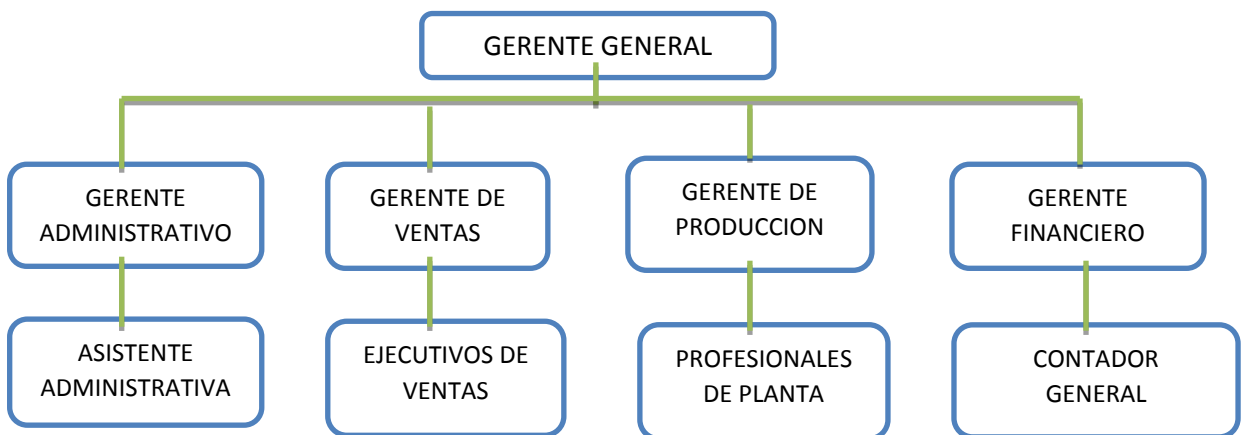 GERENTE GENERAL
GERENTE
ADMINISTRATIVO
GERENTE DE
VENTAS
GERENTE DE
PRODUCCION
GERENTE
FINANCIERO
ASISTENTE
ADMINISTRATIVA
EJECUTIVOS DE
VENTAS
PROFESIONALES
DE PLANTA
CONTADOR
GENERAL